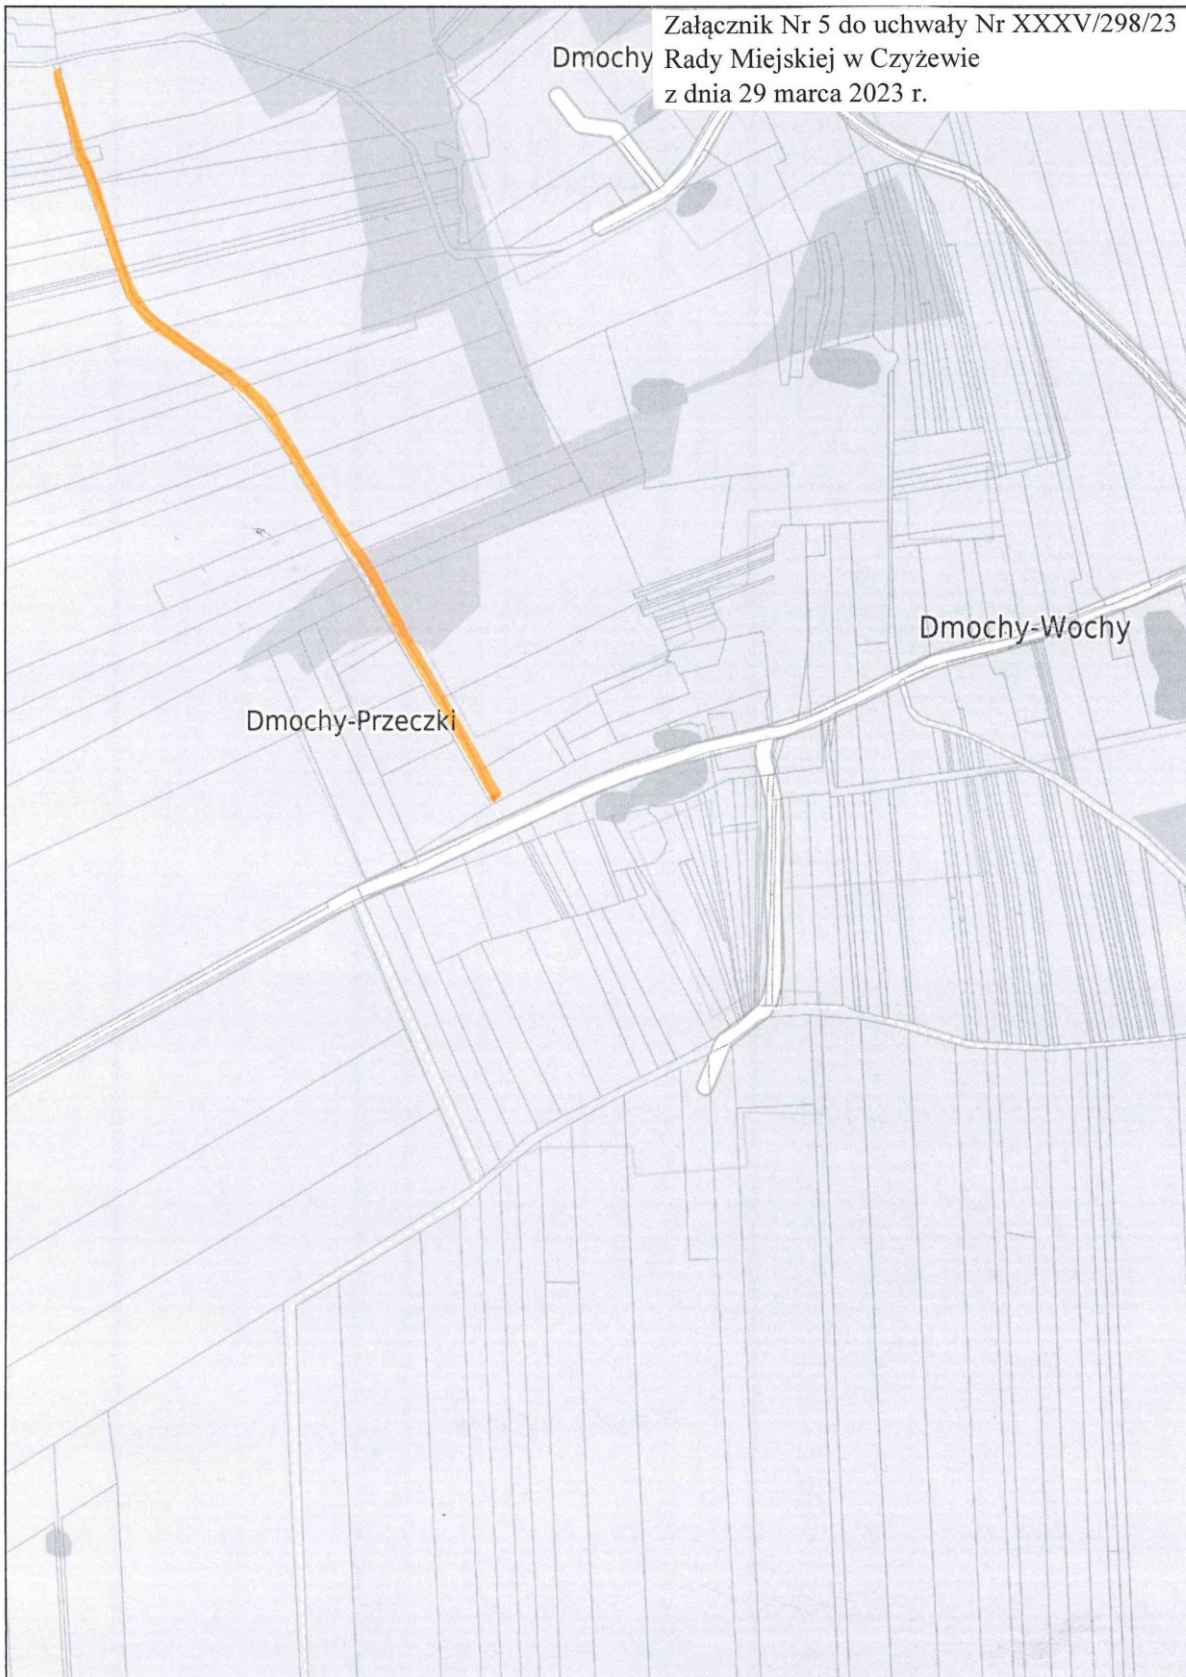 Załącznik Nr 5 do uchwały Nr XXXV/298/23
Rady Miejskiej w Czyżewie
z dnia 29 marca 2023 r.
Dmochy
Dmochy-Wochy
Dmochy-Przeczki